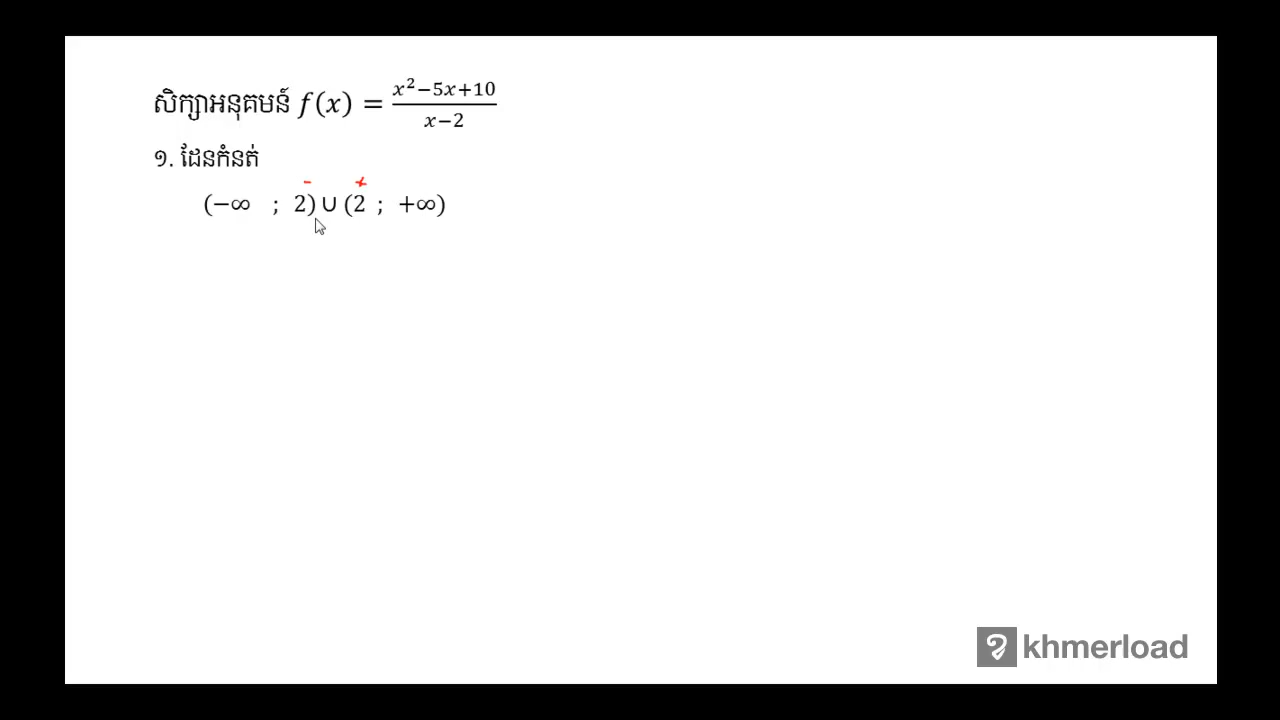 សិក្សាអនុគមន៍ f(x) = (x²−5x+10)/(x−2)
១. ដែនកំនត់
- +
(−∞ ; 2) ∪ (2 ; +∞)
khmerload